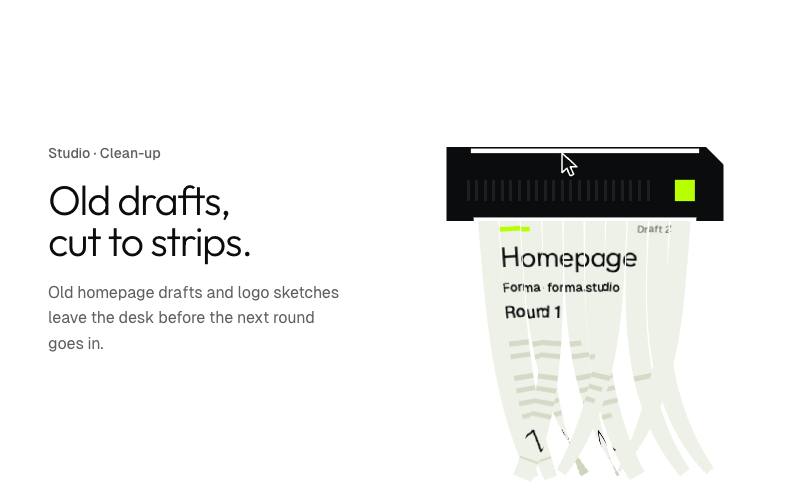 Studio · Clean-up
Old drafts,
cut to strips.
Old homepage drafts and logo sketches
leave the desk before the next round
goes in.
Draft 2
Homepage
Forma · forma.studio
Round 1